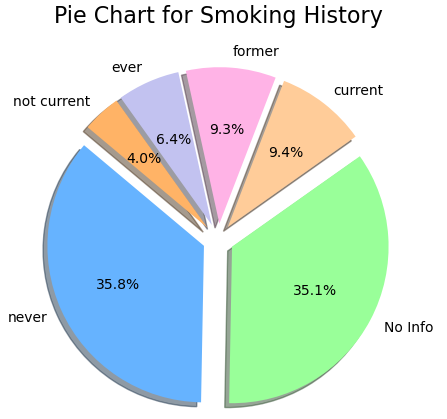 Pie Chart for Smoking History
former
ever
current
not current
9.3%
6.4%
9.4%
4.0%
35.8%
35.1%
never
No Info